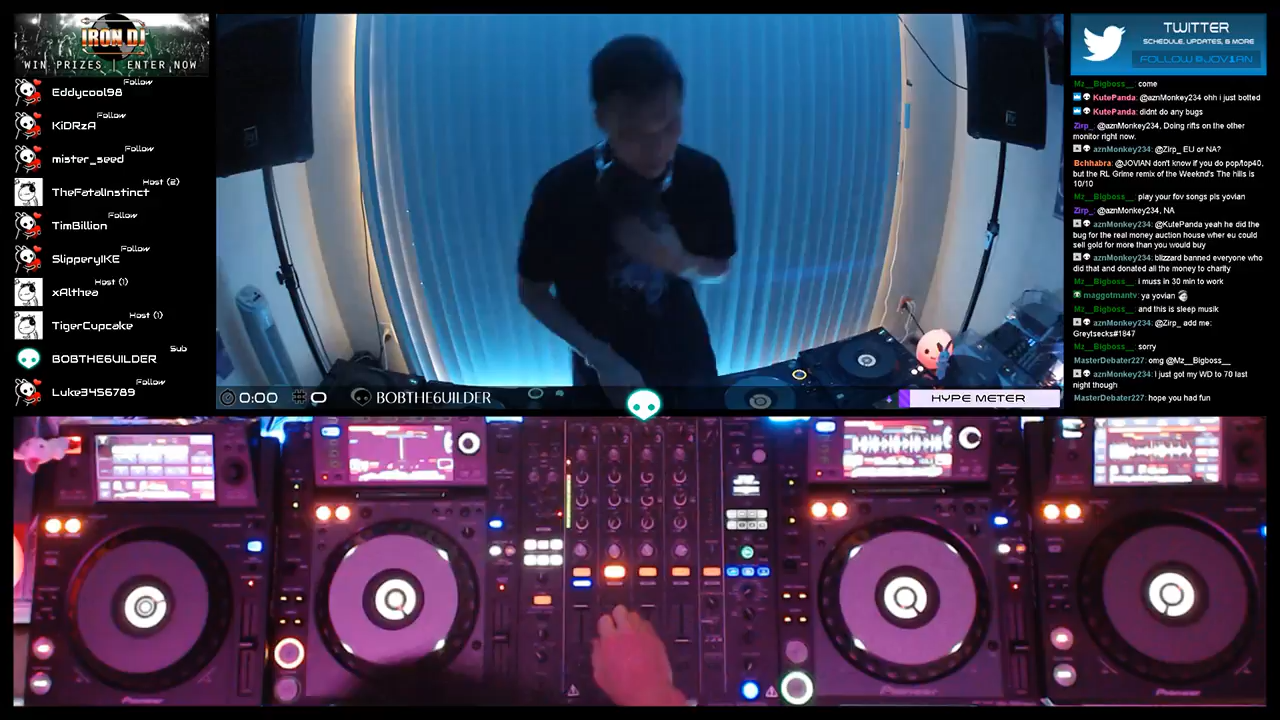 IRON DJ
WIN PRIZES | ENTER NOW
Follow
Eddycool98
Follow
KiDRzA
Follow
mister_seed
Host (2)
TheFatalInstinct
Follow
TimBillion
Follow
SlipperyIKE
Host (1)
xAlthea
Host (1)
TigerCupcake
Sub
BOBTHE6UILDER
Follow
Luke3456789
0:00
# 0
BOBTHE6UILDER
HYPE METER
TWITTER
SCHEDULE, UPDATES, & MORE
FOLLOW @JOV1AN
Mz__Bigboss__: come
KutePanda: @aznMonkey234 ohh i just botted
KutePanda: didnt do any bugs
Zirp_: @aznMonkey234, Doing rifts on the other
monitor right now.
aznMonkey234: @Zirp_ EU or NA?
Bchhabra: @JOVIAN don't know if you do pop/top40,
but the RL Grime remix of the Weeknd's The hills is
10/10
Mz__Bigboss__: play your fov songs pls yovian
Zirp_: @aznMonkey234, NA
aznMonkey234: @KutePanda yeah he did the
bug for the real money auction house wher eu could
sell gold for more than you would buy
aznMonkey234: blizzard banned everyone who
did that and donated all the money to charity
Mz__Bigboss__: i muss in 30 min to work
maggotmantv: ya yovian
Mz__Bigboss__: and this is sleep musik
aznMonkey234: @Zirp_ add me:
Greytsecks#1847
Mz__Bigboss__: sorry
MasterDebater227: omg @Mz__Bigboss__
aznMonkey234: I just got my WD to 70 last
night though
MasterDebater227: hope you had fun
Pioneer
Pioneer